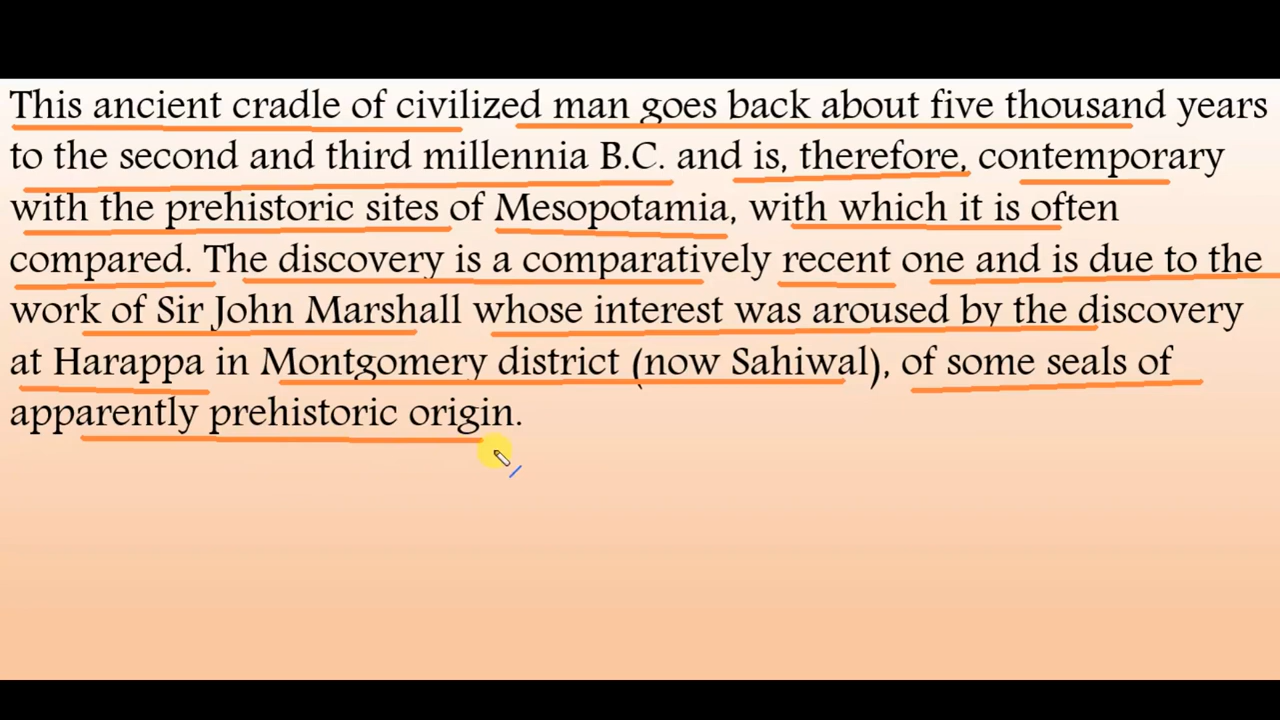 This ancient cradle of civilized man goes back about five thousand years
to the second and third millennia B.C. and is, therefore, contemporary
with the prehistoric sites of Mesopotamia, with which it is often
compared. The discovery is a comparatively recent one and is due to the
work of Sir John Marshall whose interest was aroused by the discovery
at Harappa in Montgomery district (now Sahiwal), of some seals of
apparently prehistoric origin.